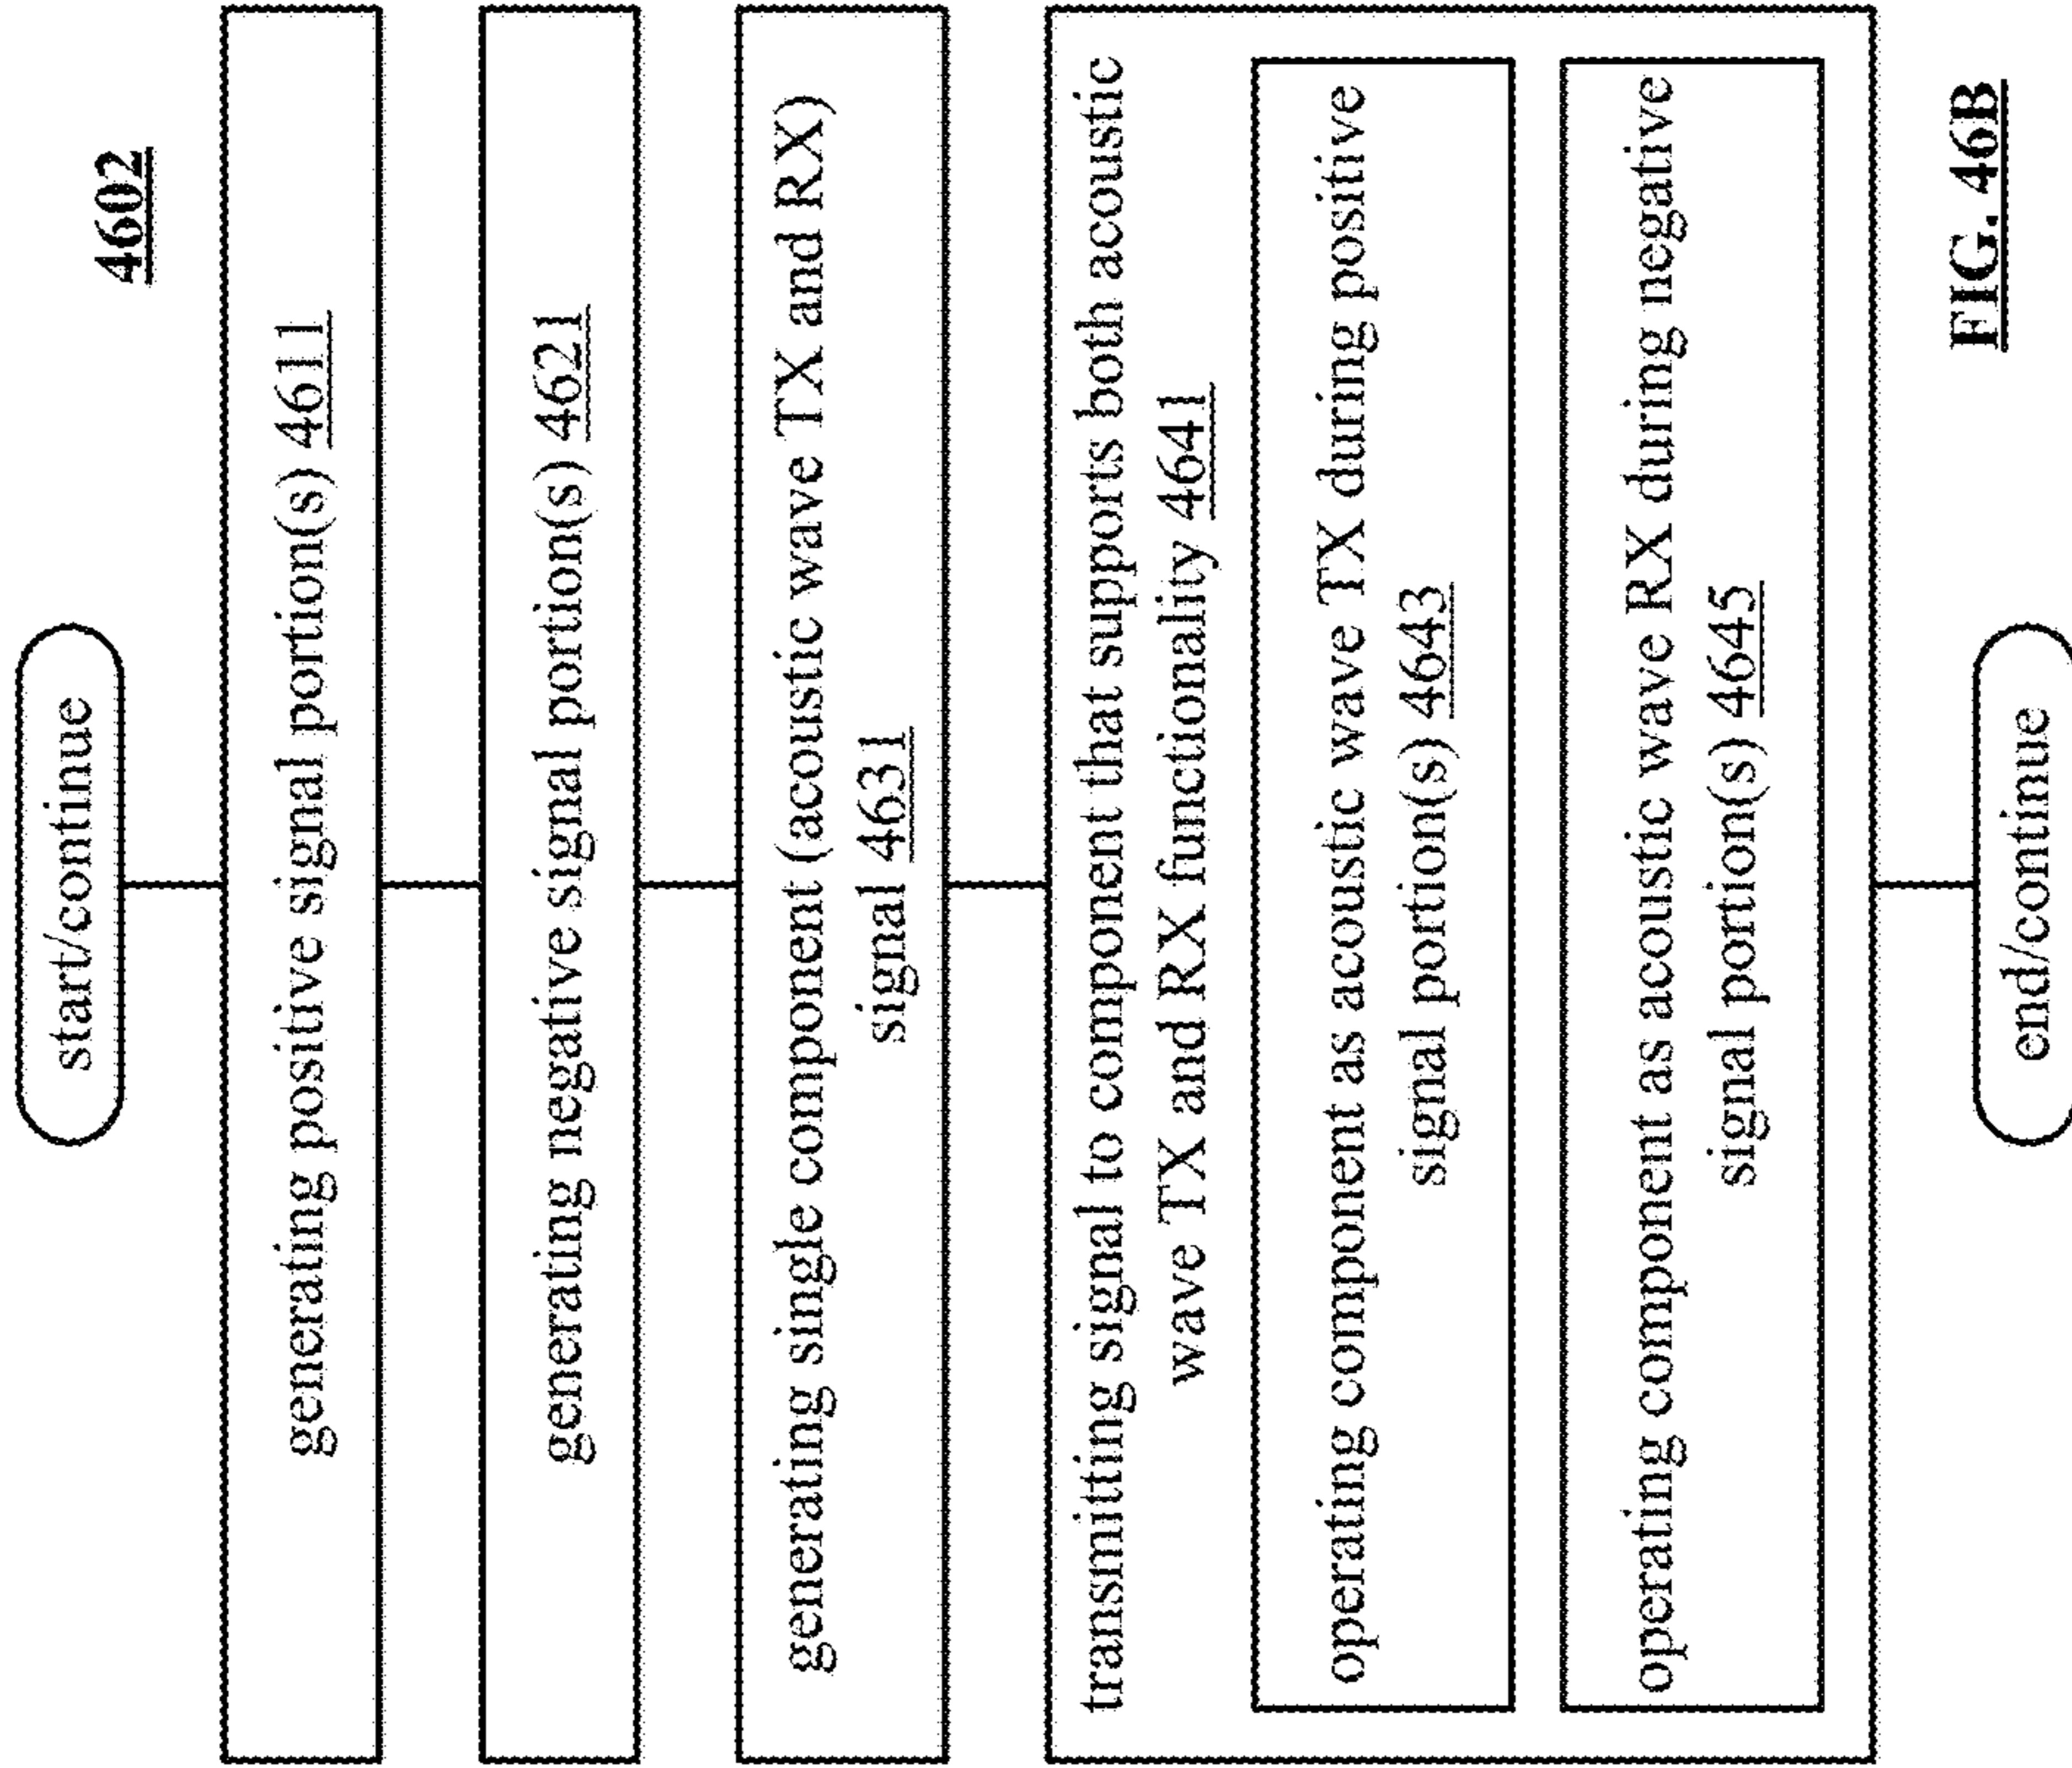 4602
start/continue
generating positive signal portion(s) 4611
generating negative signal portion(s) 4621
generating single component (acoustic wave TX and RX)
signal 4631
transmitting signal to component that supports both acoustic
wave TX and RX functionality 4641
operating component as acoustic wave TX during positive
signal portion(s) 4643
operating component as acoustic wave RX during negative
signal portion(s) 4645
end/continue
FIG. 46B